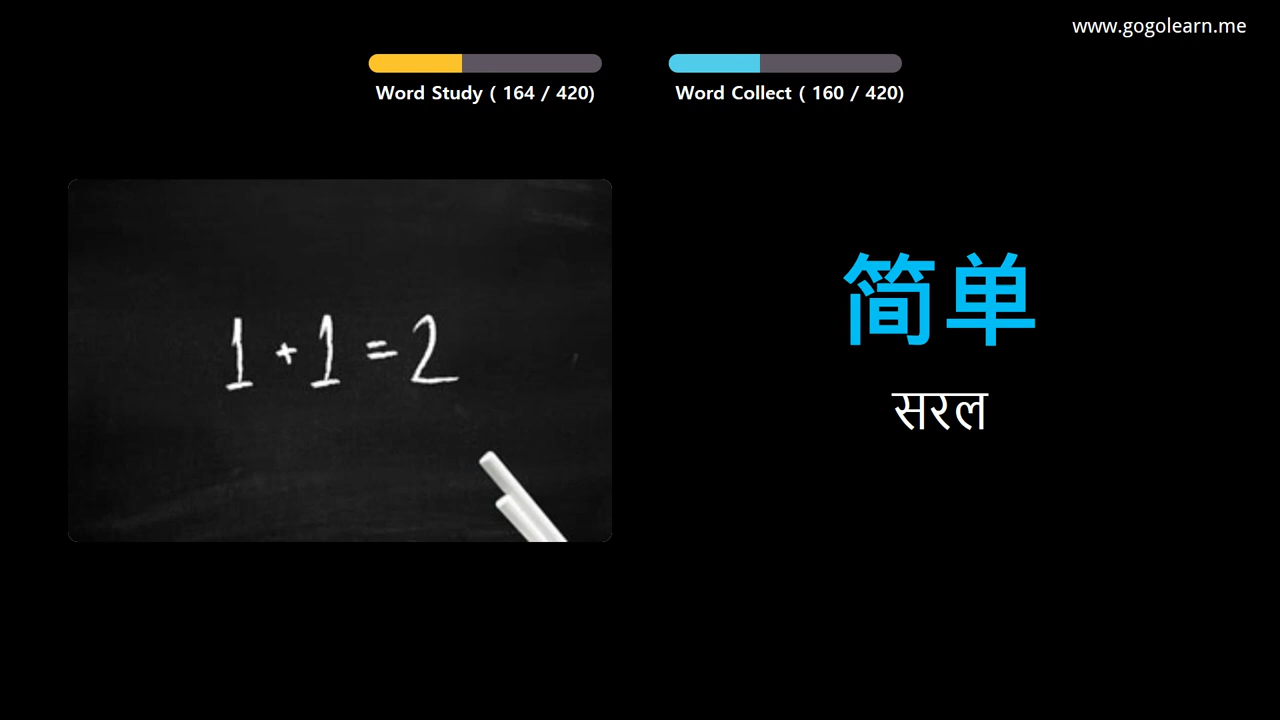 www.gogolearn.me
Word Study ( 164 / 420)
Word Collect ( 160 / 420)
1 + 1 = 2
简单
सरल